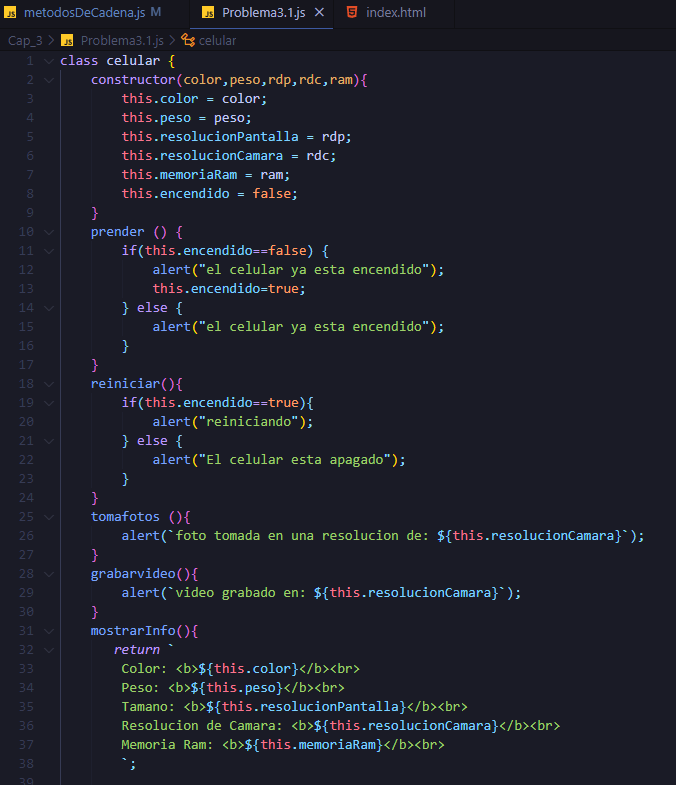 JS metodosDeCadena.js M JS Problema3.1.js × index.html
Cap_3 > JS Problema3.1.js > celular
1 class celular {
2     constructor(color,peso,rdp,rdc,ram){
3         this.color = color;
4         this.peso = peso;
5         this.resolucionPantalla = rdp;
6         this.resolucionCamara = rdc;
7         this.memoriaRam = ram;
8         this.encendido = false;
9     }
10     prender () {
11         if(this.encendido==false) {
12             alert("el celular ya esta encendido");
13             this.encendido=true;
14         } else {
15             alert("el celular ya esta encendido");
16         }
17     }
18     reiniciar(){
19         if(this.encendido==true){
20             alert("reiniciando");
21         } else {
22             alert("El celular esta apagado");
23         }
24     }
25     tomafotos (){
26         alert(`foto tomada en una resolucion de: ${this.resolucionCamara}`);
27     }
28     grabarvideo(){
29         alert(`video grabado en: ${this.resolucionCamara}`);
30     }
31     mostrarInfo(){
32        return `
33         Color: <b>${this.color}</b><br>
34         Peso: <b>${this.peso}</b><br>
35         Tamano: <b>${this.resolucionPantalla}</b><br>
36         Resolucion de Camara: <b>${this.resolucionCamara}</b><br>
37         Memoria Ram: <b>${this.memoriaRam}</b><br>
38         `;
39